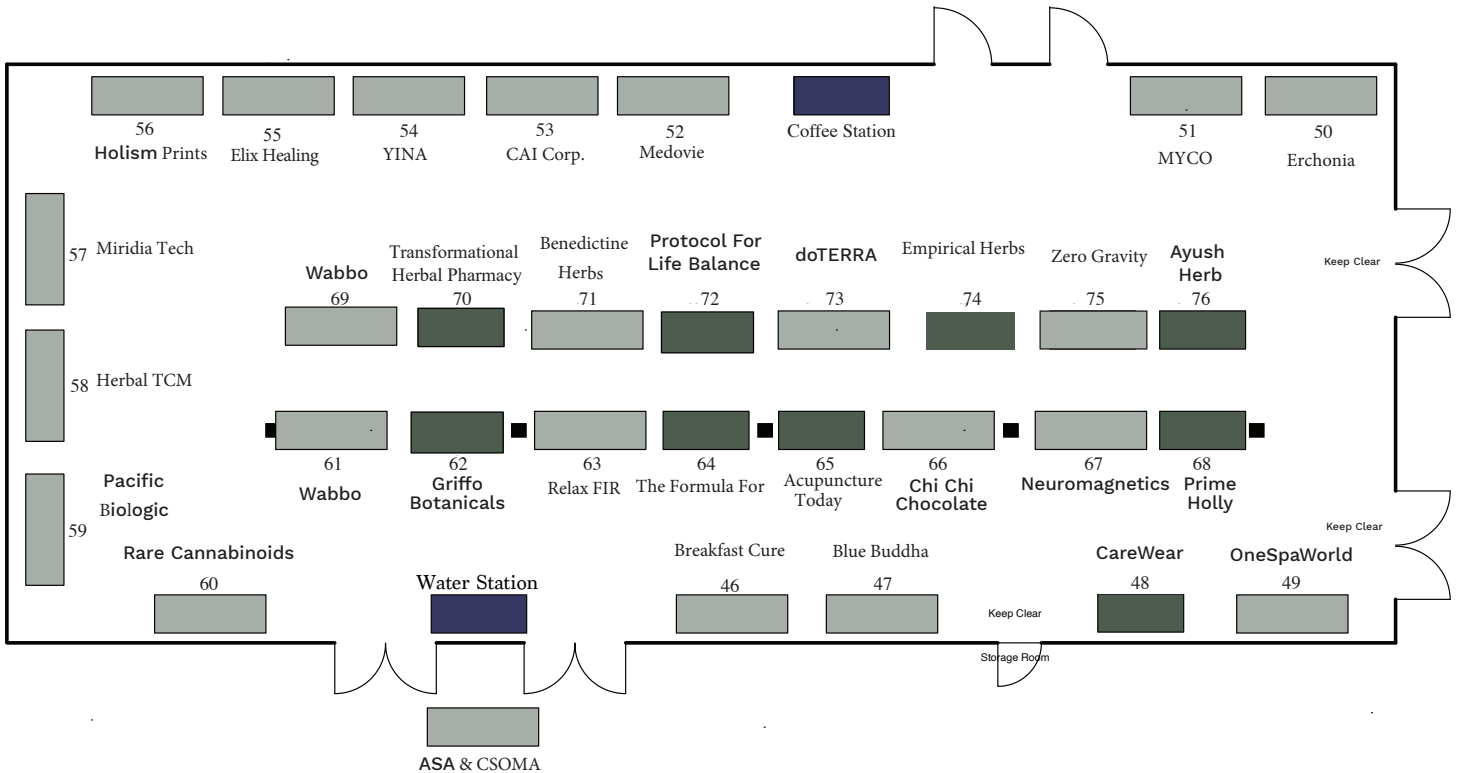 56
Holism Prints
55
Elix Healing
54
YINA
53
CAI Corp.
52
Medovie
Coffee Station
51
MYCO
50
Erchonia
57 Miridia Tech
Wabbo
69
Transformational
Herbal Pharmacy
70
Benedictine
Herbs
71
Protocol For
Life Balance
72
doTERRA
73
Empirical Herbs
74
Zero Gravity
75
Ayush
Herb
76
Keep Clear
58 Herbal TCM
61
Wabbo
62
Griffo
Botanicals
63
Relax FIR
64
The Formula For
65
Acupuncture
Today
66
Chi Chi
Chocolate
67
Neuromagnetics
68
Prime
Holly
Pacific
Biologic
59
Keep Clear
Rare Cannabinoids
60
Water Station
Breakfast Cure
46
Blue Buddha
47
Keep Clear
Storage Room
CareWear
48
OneSpaWorld
49
ASA & CSOMA